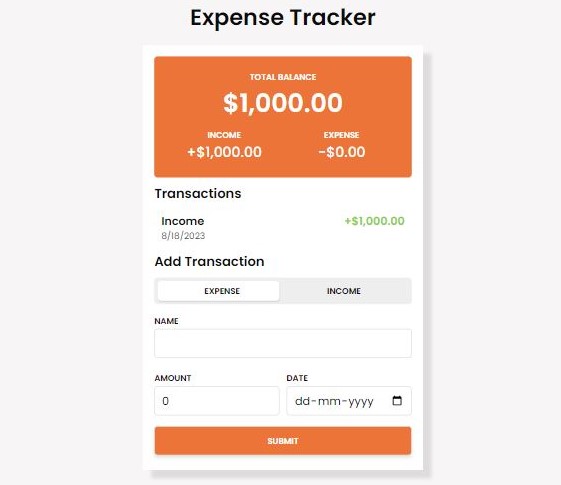 Expense Tracker
TOTAL BALANCE
$1,000.00
INCOME EXPENSE
+$1,000.00 -$0.00
Transactions
Income +$1,000.00
8/18/2023
Add Transaction
EXPENSE INCOME
NAME
AMOUNT DATE
0 dd-mm-yyyy
SUBMIT